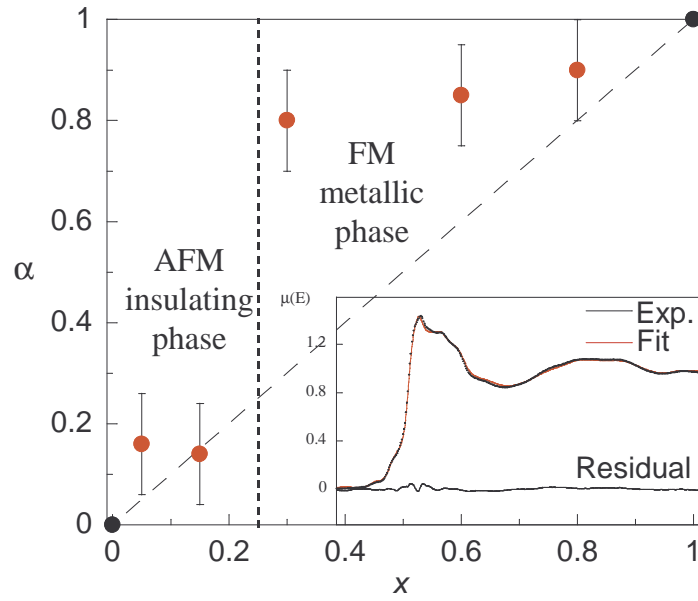 1
0.8
0.6
0.4
0.2
0
α
AFM
insulating
phase
FM
metallic
phase
μ(E)
1.2
0.8
0.4
0
Exp.
Fit
Residual
0
0.2
0.4
0.6
0.8
1
x